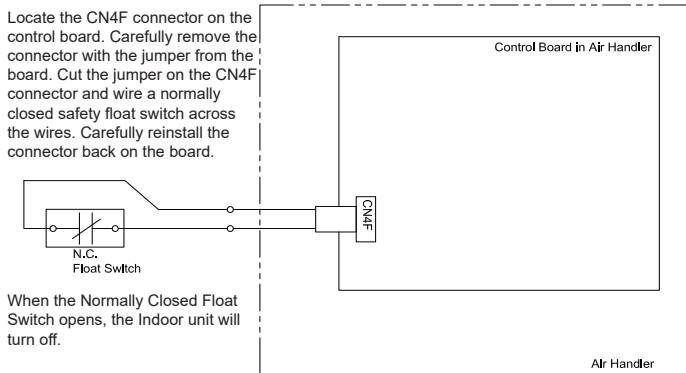 Locate the CN4F connector on the
control board. Carefully remove the
connector with the jumper from the
board. Cut the jumper on the CN4F
connector and wire a normally
closed safety float switch across
the wires. Carefully reinstall the
connector back on the board.
Control Board in Air Handler
CN4F
N.C.
Float Switch
When the Normally Closed Float
Switch opens, the Indoor unit will
turn off.
Air Handler